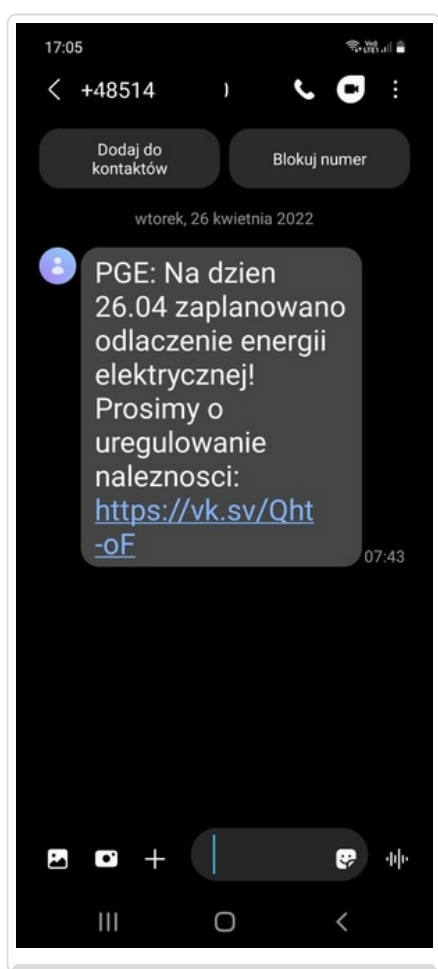 17:05
+48514
Dodaj do
kontaktów
Blokuj numer
wtorek, 26 kwietnia 2022
PGE: Na dzien
26.04 zaplanowano
odlaczenie energii
elektrycznej!
Prosimy o
uregulowanie
naleznosci:
https://vk.sv/Qht
-oF
07:43